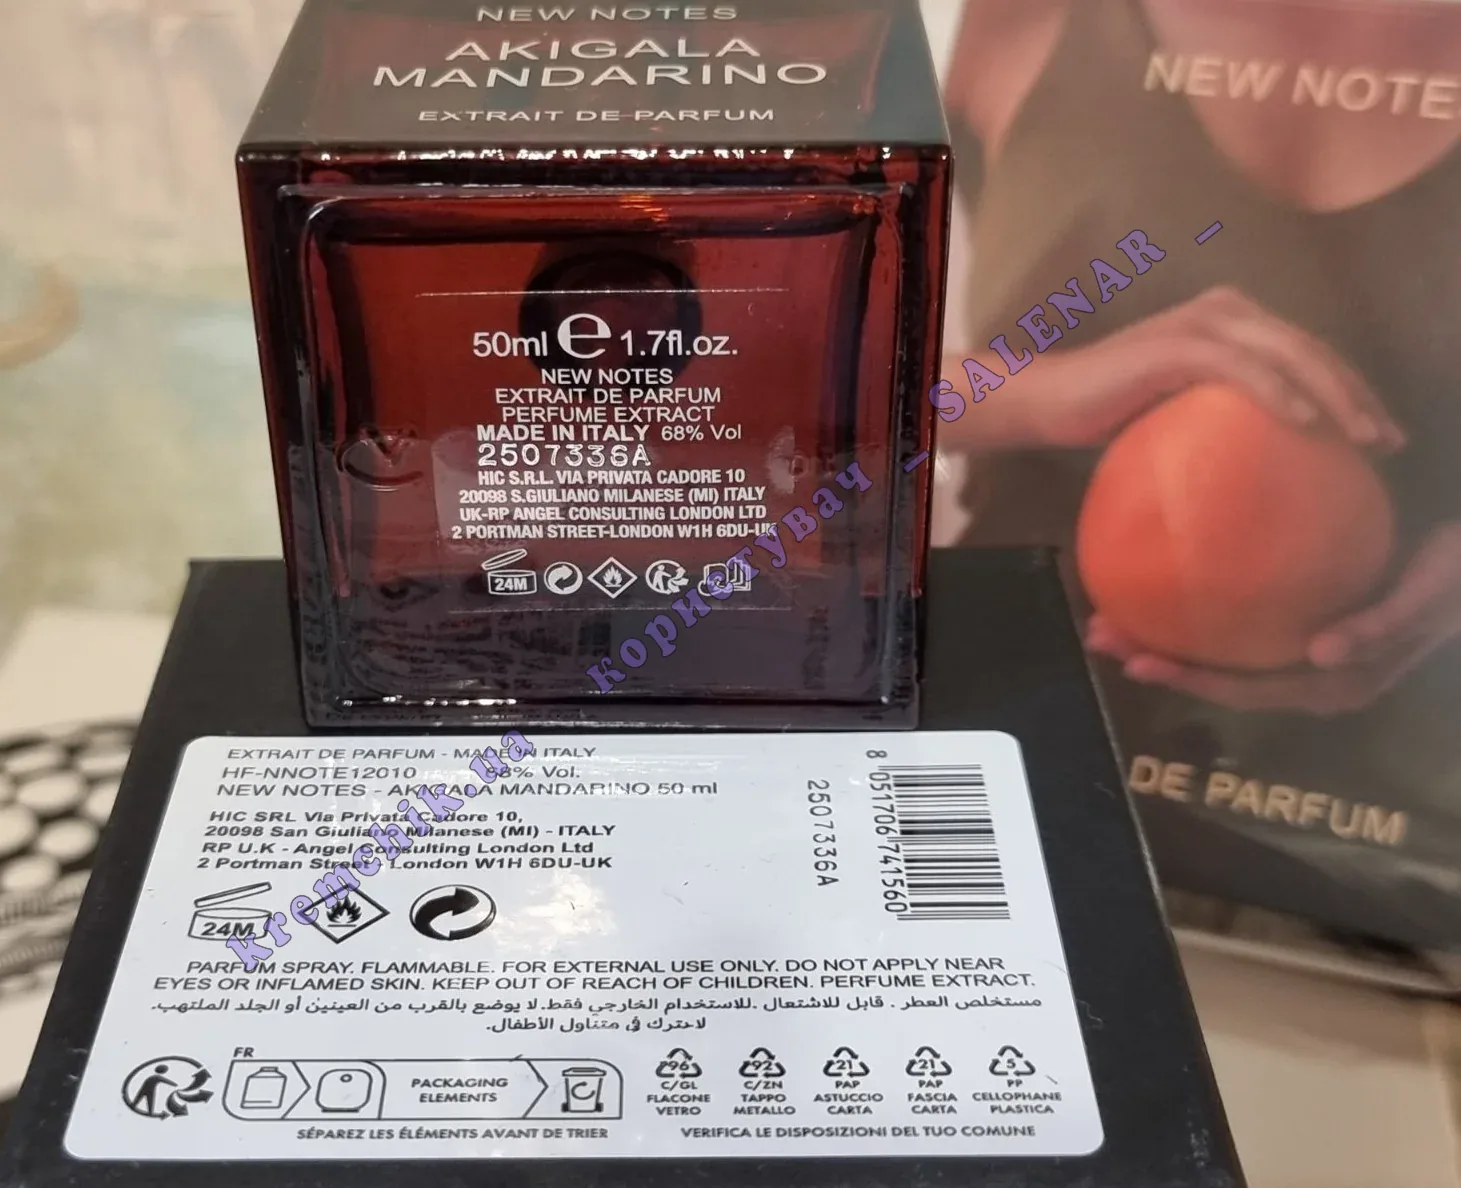 NEW NOTES
AKIGALA
MANDARINO
EXTRAIT DE PARFUM
50ml e 1.7fl.oz.
NEW NOTES
EXTRAIT DE PARFUM
PERFUME EXTRACT
MADE IN ITALY 68% Vol
2507336A
HIC S.R.L. VIA PRIVATA CADORE 10
20098 S.GIULIANO MILANESE (MI) ITALY
UK-RP ANGEL CONSULTING LONDON LTD
2 PORTMAN STREET-LONDON W1H 6DU-UK
24M
NEW NOTE
DE PARFUM
EXTRAIT DE PARFUM - MADE IN ITALY
HF-NNOTE12010 68% Vol.
NEW NOTES - AKIGALA MANDARINO 50 ml
HIC SRL Via Privata Cadore 10,
20098 San Giuliano Milanese (MI) - ITALY
RP U.K - Angel Consulting London Ltd
2 Portman Street - London W1H 6DU-UK
2507336A
8 051706 741560
24M
PARFUM SPRAY. FLAMMABLE. FOR EXTERNAL USE ONLY. DO NOT APPLY NEAR
EYES OR INFLAMED SKIN. KEEP OUT OF REACH OF CHILDREN. PERFUME EXTRACT.
مستخلص العطر . قابل للاشتعال .للاستخدام الخارجي فقط.لا يوضع بالقرب من العينين أو الجلد الملتهب.
لاحترك في متناول الأطفال.
FR
PACKAGING
ELEMENTS
SÉPAREZ LES ÉLÉMENTS AVANT DE TRIER
96 C/GL FLACONE VETRO
92 C/ZN TAPPO METALLO
21 PAP ASTUCCIO CARTA
21 PAP FASCIA CARTA
5 PP CELLOPHANE PLASTICA
VERIFICA LE DISPOSIZIONI DEL TUO COMUNE
kremchik.ua користувач _ SALENAR _